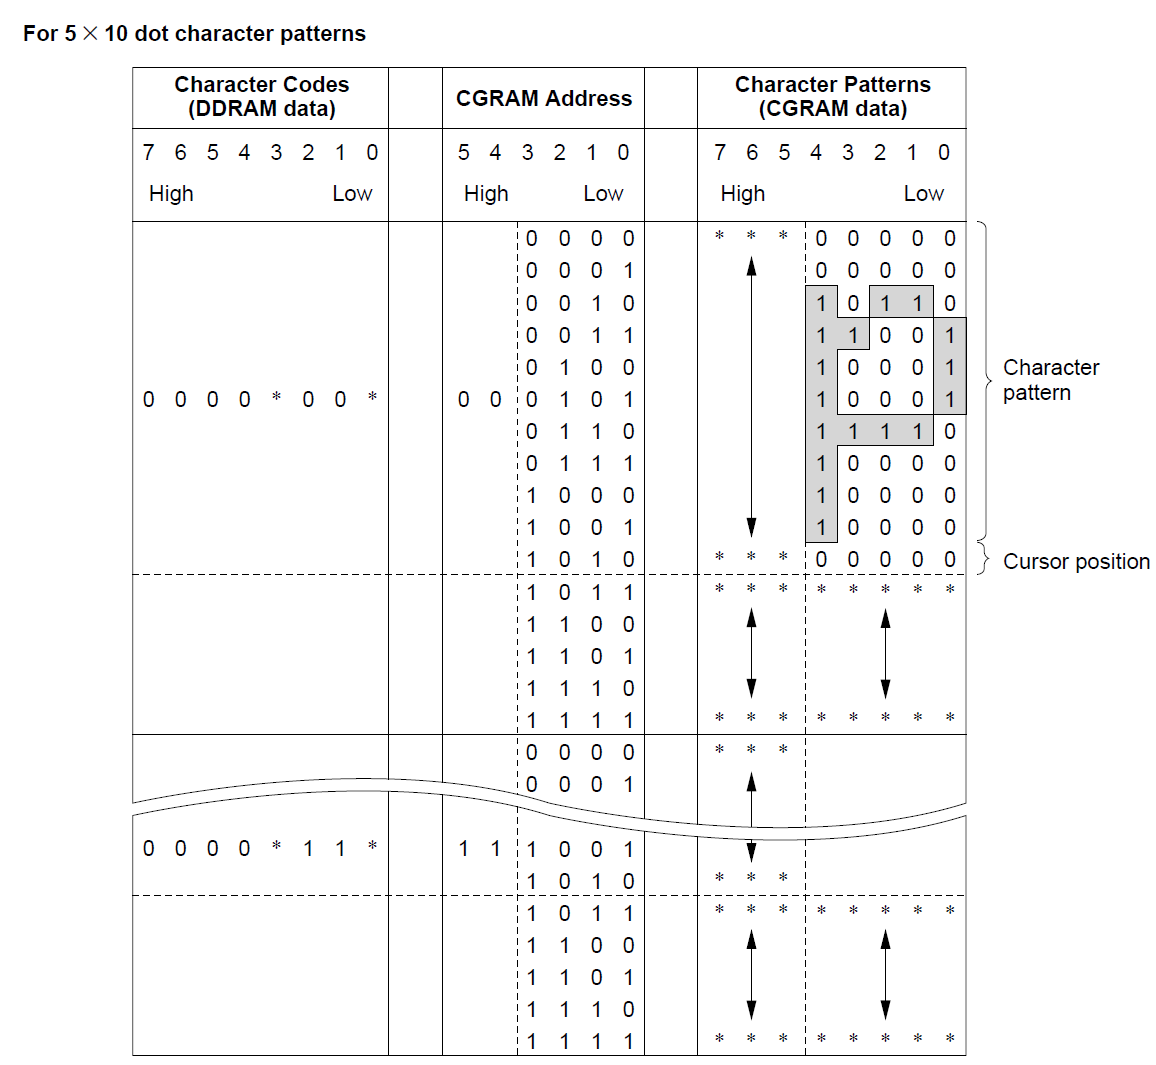 For 5 × 10 dot character patterns
Character Codes (DDRAM data) CGRAM Address Character Patterns (CGRAM data)
7 6 5 4 3 2 1 0 5 4 3 2 1 0 7 6 5 4 3 2 1 0
High Low High Low High Low
0 0 0 0 * * * 0 0 0 0 0
0 0 0 1 0 0 0 0 0
0 0 1 0 1 0 1 1 0
0 0 1 1 1 1 0 0 1
0 1 0 0 1 0 0 0 1 Character
0 0 0 0 * 0 0 * 0 0 0 1 0 1 1 0 0 0 1 pattern
0 1 1 0 1 1 1 1 0
0 1 1 1 1 0 0 0 0
1 0 0 0 1 0 0 0 0
1 0 0 1 1 0 0 0 0
1 0 1 0 * * * 0 0 0 0 0 Cursor position
1 0 1 1 * * * * * * * *
1 1 0 0
1 1 0 1
1 1 1 0
1 1 1 1 * * * * * * * *
0 0 0 0 * * *
0 0 0 1
0 0 0 0 * 1 1 * 1 1 1 0 0 1
1 0 1 0 * * *
1 0 1 1 * * * * * * * *
1 1 0 0
1 1 0 1
1 1 1 0
1 1 1 1 * * * * * * * *